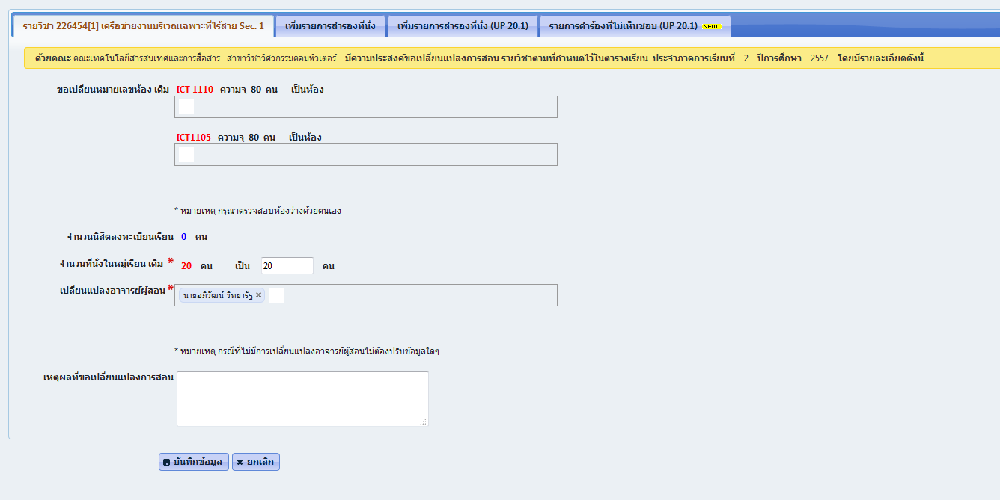 รายวิชา 226454[1] เครือข่ายงานบริเวณเฉพาะที่ไร้สาย Sec. 1 เพิ่มรายการสำรองที่นั่ง เพิ่มรายการสำรองที่นั่ง (UP 20.1) รายการคำร้องที่ไม่เห็นชอบ (UP 20.1) NEW!
ด้วยคณะ คณะเทคโนโลยีสารสนเทศและการสื่อสาร สาขาวิชาวิศวกรรมคอมพิวเตอร์ มีความประสงค์ขอเปลี่ยนแปลงการสอน รายวิชาตามที่กำหนดไว้ในตารางเรียน ประจำภาคการเรียนที่ 2 ปีการศึกษา 2557 โดยมีรายละเอียดดังนี้
ขอเปลี่ยนหมายเลขห้อง เดิม ICT 1110 ความจุ 80 คน เป็นห้อง
ICT1105 ความจุ 80 คน เป็นห้อง
* หมายเหตุ กรุณาตรวจสอบห้องว่างด้วยตนเอง
จำนวนนิสิตลงทะเบียนเรียน 0 คน
จำนวนที่นั่งในหมู่เรียน เดิม * 20 คน เป็น 20 คน
เปลี่ยนแปลงอาจารย์ผู้สอน * นายอภิวัฒน์ วิทยารัฐ ×
* หมายเหตุ กรณีที่ไม่มีการเปลี่ยนแปลงอาจารย์ผู้สอนไม่ต้องปรับข้อมูลใดๆ
เหตุผลที่ขอเปลี่ยนแปลงการสอน
บันทึกข้อมูล ยกเลิก